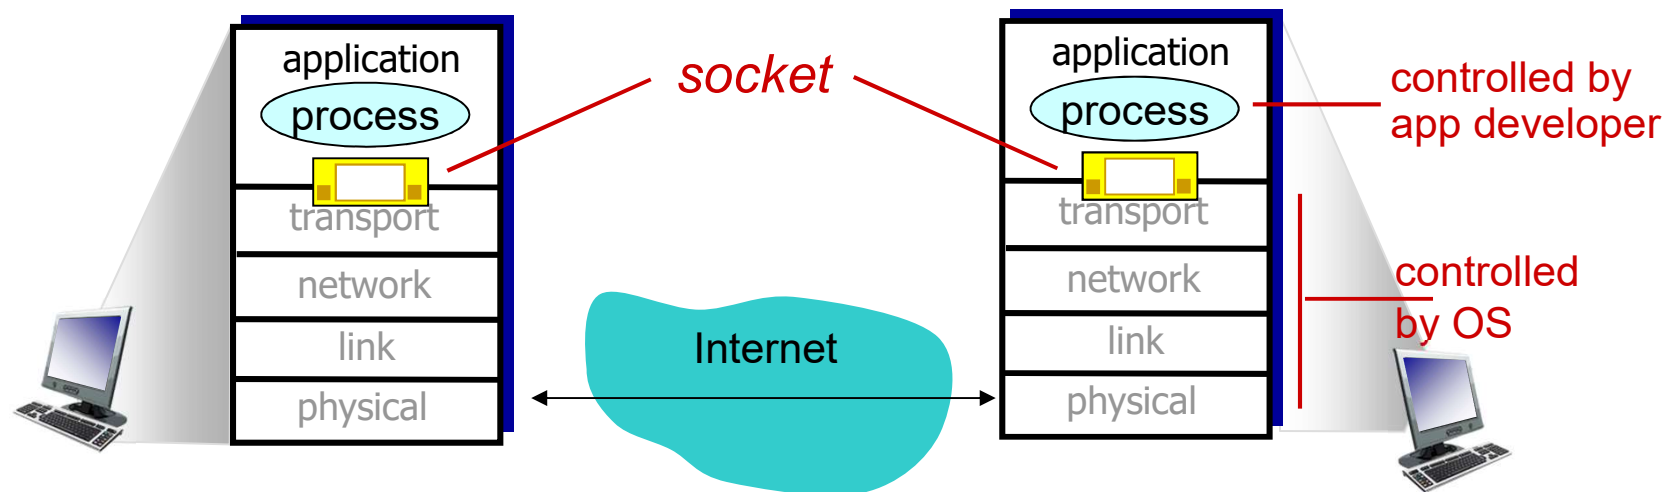 application
process
transport
network
link
physical
socket
Internet
application
process
transport
network
link
physical
controlled by
app developer
controlled
by OS